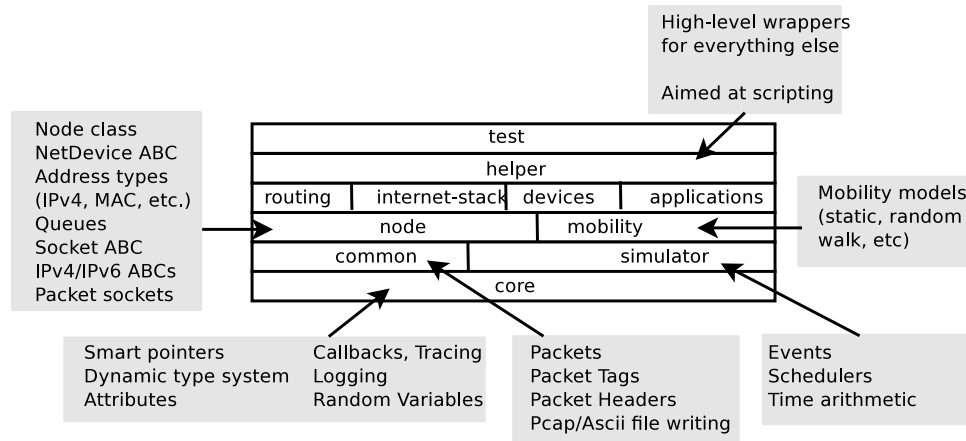 High-level wrappers
for everything else
Aimed at scripting
Node class
NetDevice ABC
Address types
(IPv4, MAC, etc.)
Queues
Socket ABC
IPv4/IPv6 ABCs
Packet sockets
test
helper
routing
internet-stack
devices
applications
node
mobility
common
simulator
core
Mobility models
(static, random
walk, etc)
Smart pointers
Dynamic type system
Attributes
Callbacks, Tracing
Logging
Random Variables
Packets
Packet Tags
Packet Headers
Pcap/Ascii file writing
Events
Schedulers
Time arithmetic